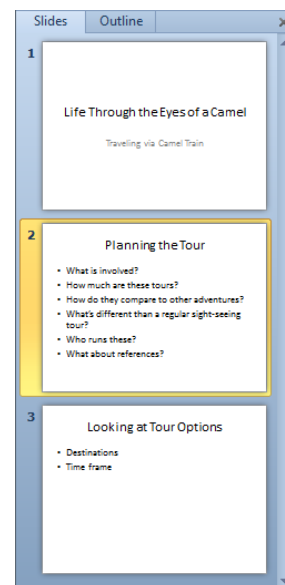 Slides Outline
1
Life Through the Eyes of a Camel
Traveling via Camel Train
2
Planning the Tour
• What is involved?
• How much are these tours?
• How do they compare to other adventures?
• What's different than a regular sight-seeing
tour?
• Who runs these?
• What about references?
3
Looking at Tour Options
• Destinations
• Time frame